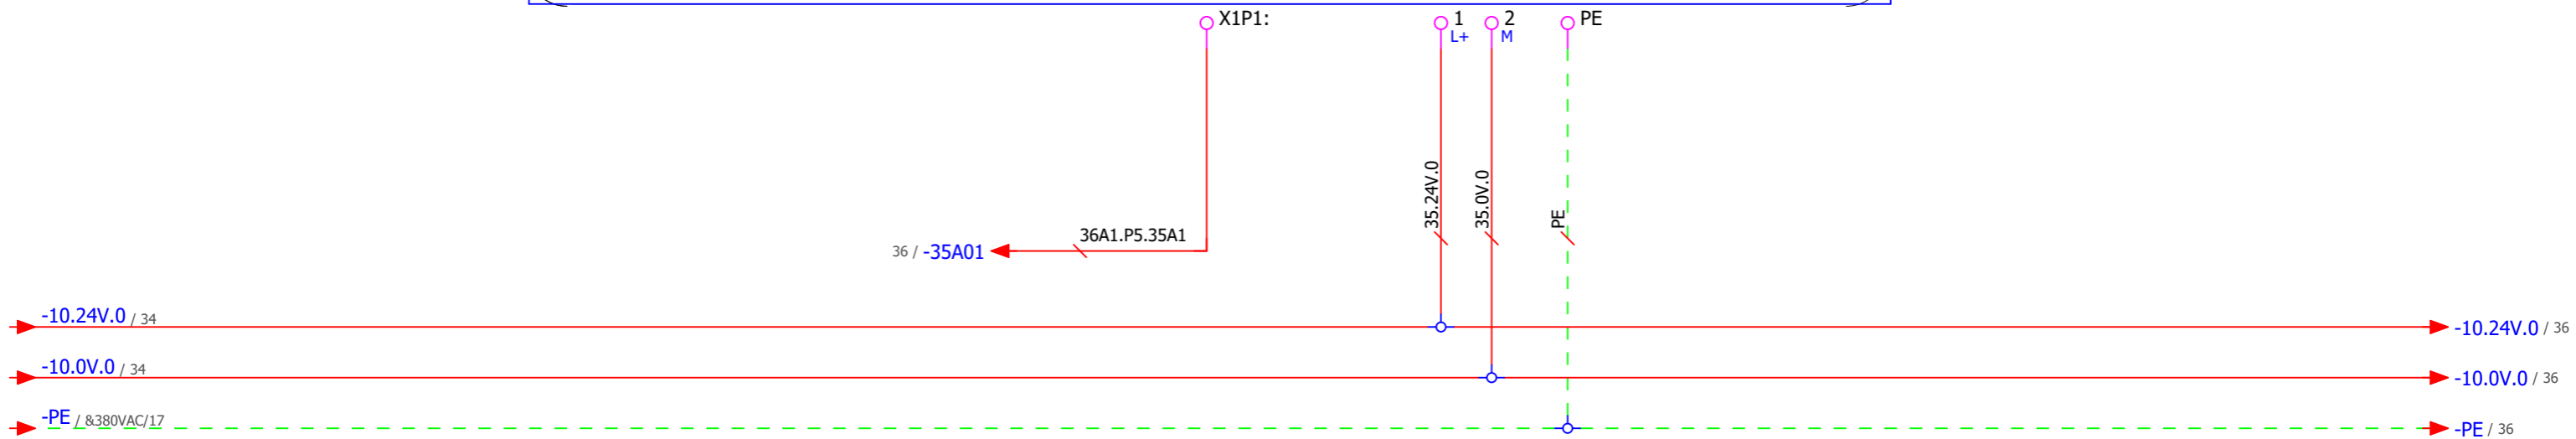 X1P1:
1
2
PE
L+
M
35.24V.0
35.0V.0
PE
36A1.P5.35A1
36 / -35A01
-10.24V.0 / 34
-10.24V.0 / 36
-10.0V.0 / 34
-10.0V.0 / 36
-PE / &380VAC/17
-PE / 36